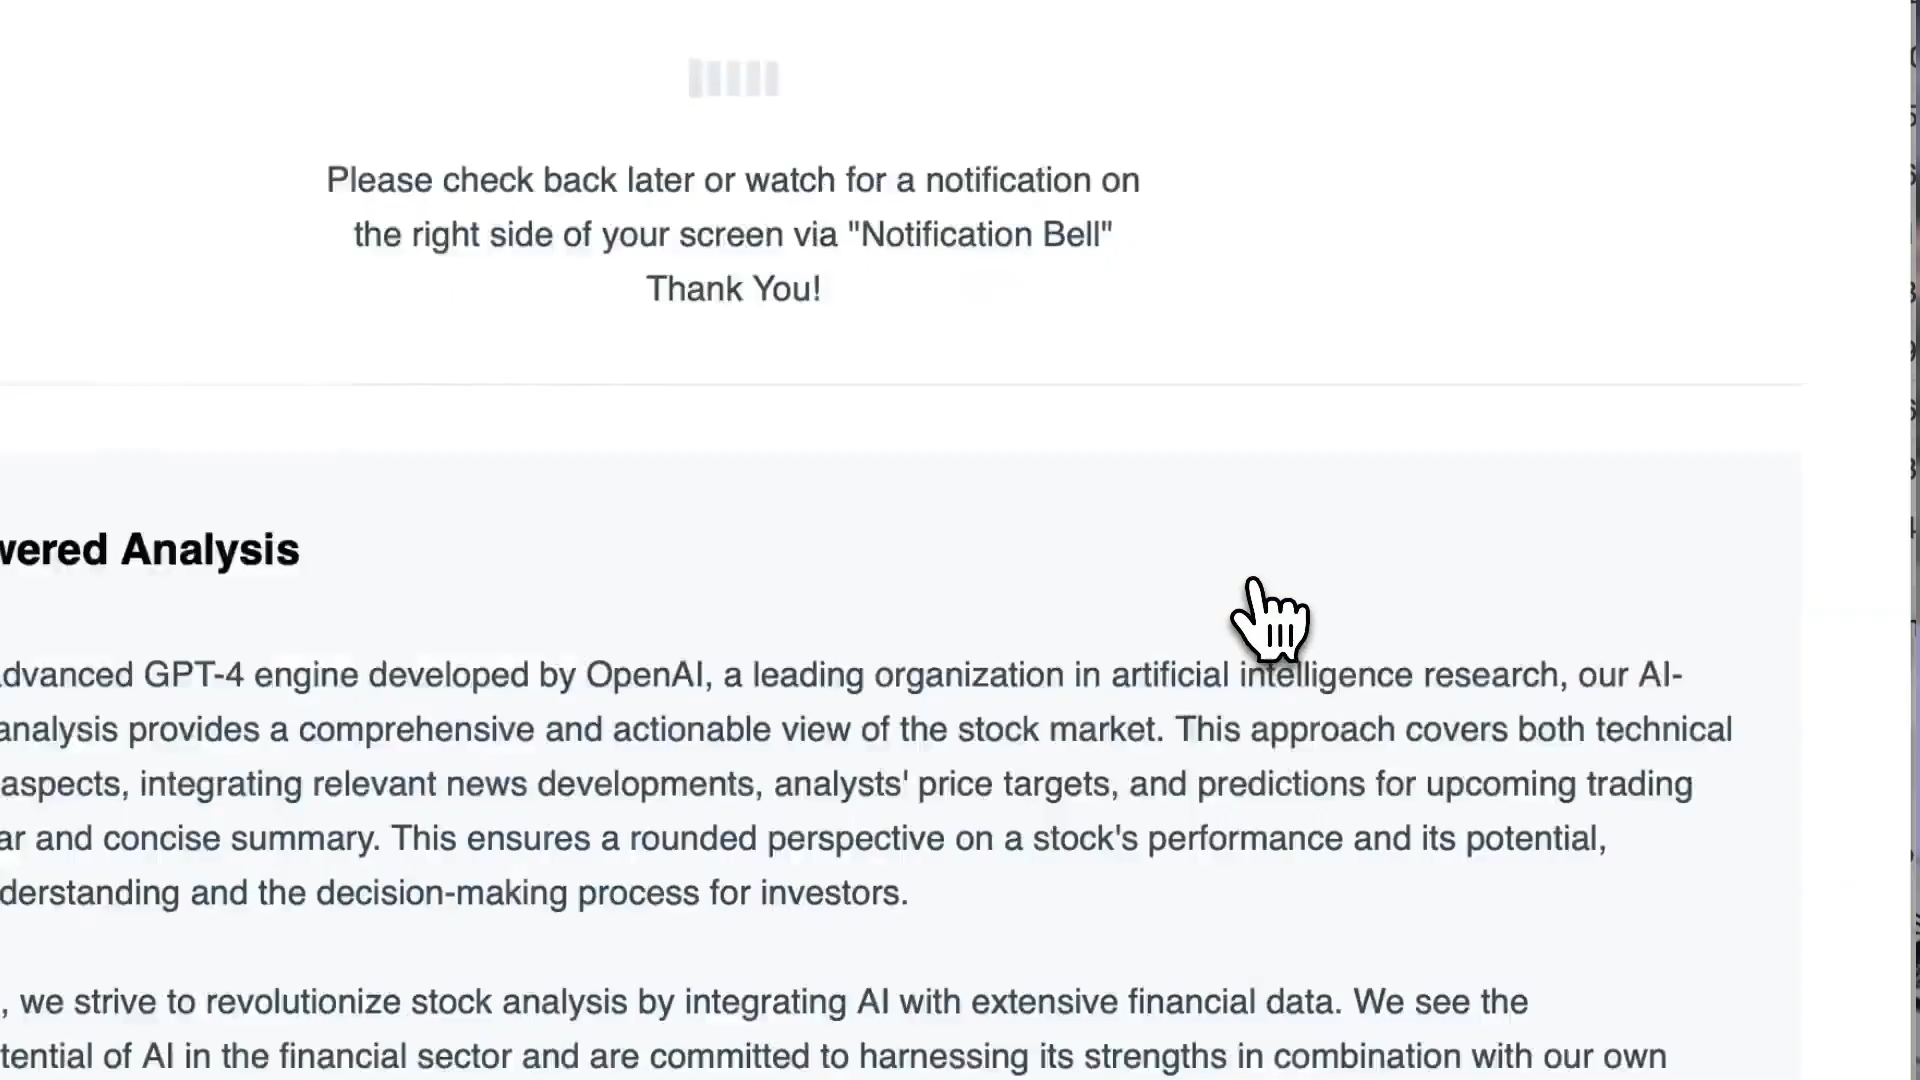 Please check back later or watch for a notification on
the right side of your screen via "Notification Bell"
Thank You!
wered Analysis
dvanced GPT-4 engine developed by OpenAI, a leading organization in artificial intelligence research, our AI-
analysis provides a comprehensive and actionable view of the stock market. This approach covers both technical
aspects, integrating relevant news developments, analysts' price targets, and predictions for upcoming trading
ar and concise summary. This ensures a rounded perspective on a stock's performance and its potential,
derstanding and the decision-making process for investors.
, we strive to revolutionize stock analysis by integrating AI with extensive financial data. We see the
tential of AI in the financial sector and are committed to harnessing its strengths in combination with our own